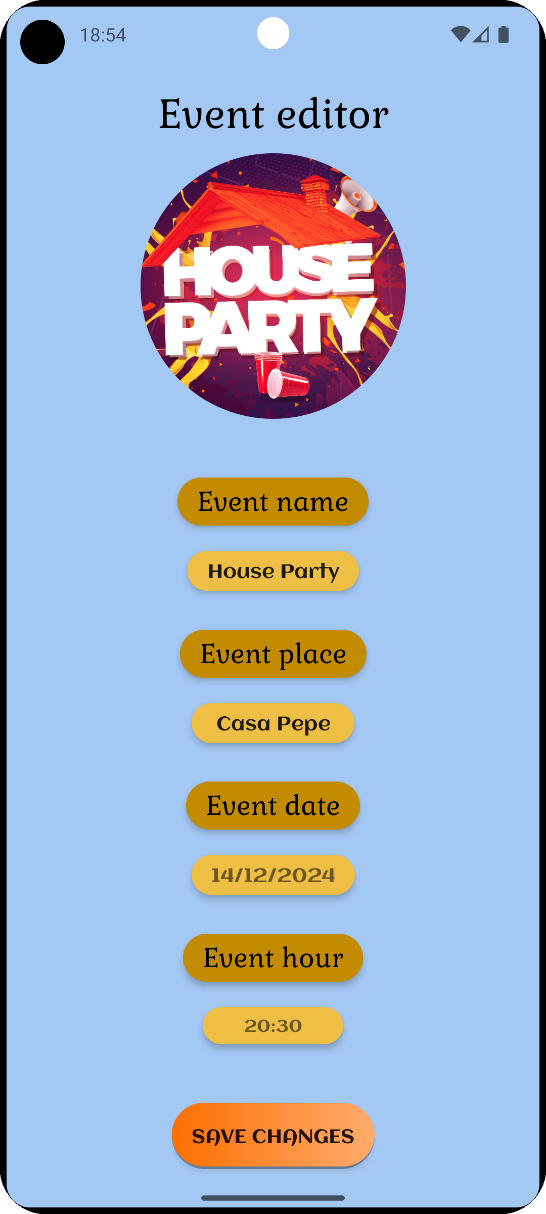 18:54
Event editor
HOUSE
PARTY
Event name
House Party
Event place
Casa Pepe
Event date
14/12/2024
Event hour
20:30
SAVE CHANGES